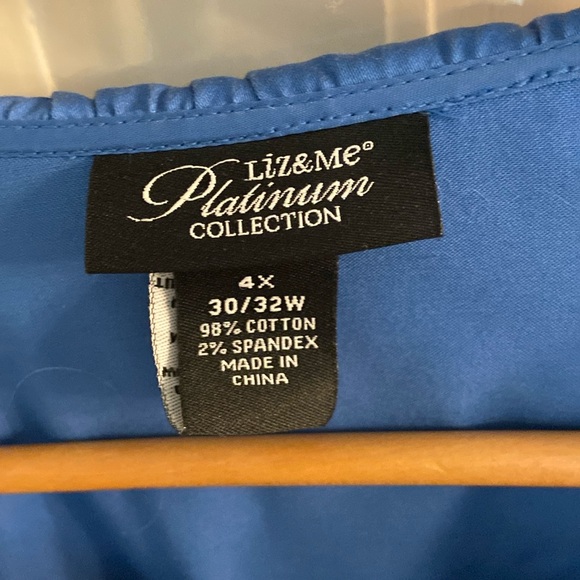 Liz&Me®
Platinum
COLLECTION
4X
30/32W
98% COTTON
2% SPANDEX
MADE IN
CHINA